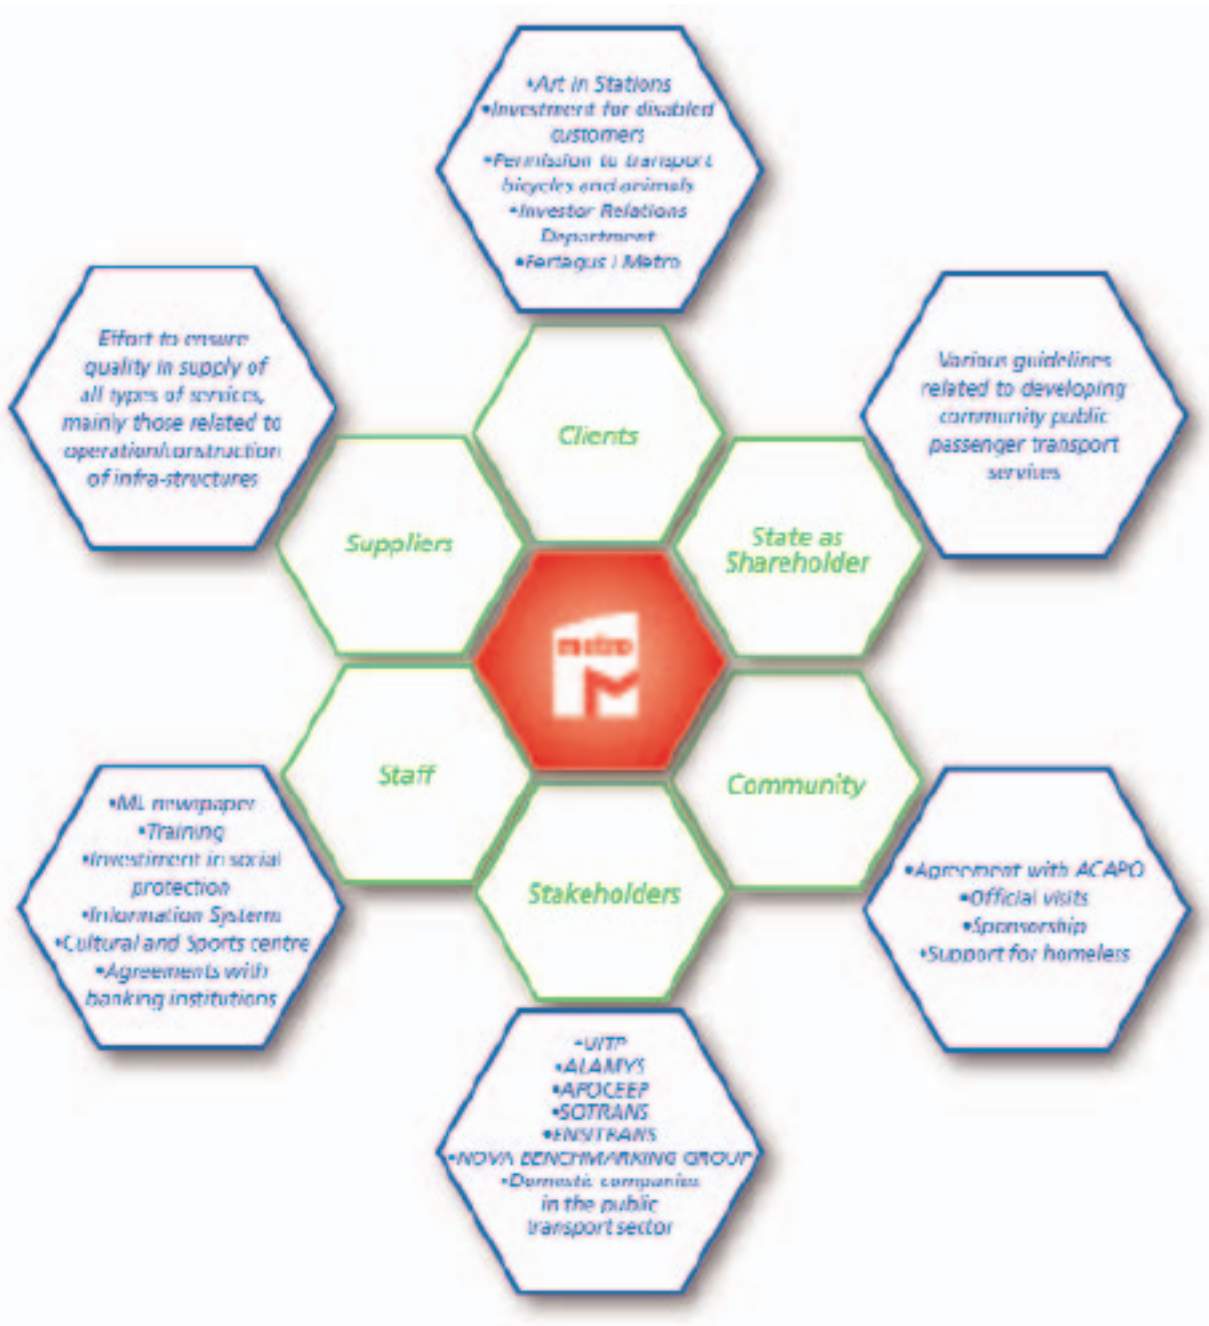 •Art in Stations
•Investment for disabled
customers
•Permission to transport
bicycles and animals
•Investor Relations
Department
•Fertagus / Metro
Effort to ensure
quality in supply of
all types of services,
mainly those related to
operation/construction
of infra-structures
Various guidelines
related to developing
community public
passenger transport
services
Clients
Suppliers
State as
Shareholder
metro
Staff
Community
Stakeholders
•ML newspaper
•Training
•Investiment in social
protection
•Information System
•Cultural and Sports centre
•Agreements with
banking institutions
•Agreement with ACAPO
•Official visits
•Sponsorship
•Support for homeless
•UITP
•ALAMYS
•APOCEEP
•SOTRANS
•ENSITRANS
•NOVA BENCHMARKING GROUP
•Domestic companies
in the public
transport sector